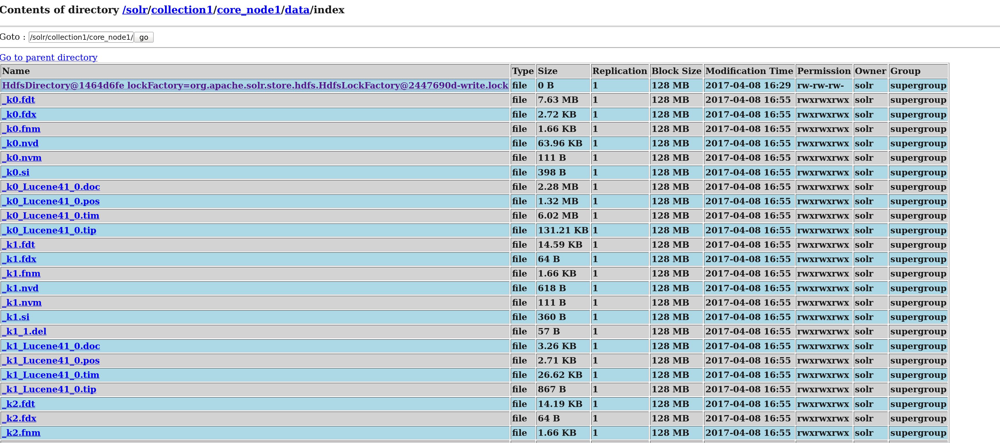 Contents of directory /solr/collection1/core_node1/data/index
Goto : /solr/collection1/core_node1/ go
Go to parent directory
Name Type Size Replication Block Size Modification Time Permission Owner Group
HdfsDirectory@1464d6fe lockFactory=org.apache.solr.store.hdfs.HdfsLockFactory@2447690d-write.lock file 0 B 1 128 MB 2017-04-08 16:29 rw-rw-rw- solr supergroup
_k0.fdt file 7.63 MB 1 128 MB 2017-04-08 16:55 rwxrwxrwx solr supergroup
_k0.fdx file 2.72 KB 1 128 MB 2017-04-08 16:55 rwxrwxrwx solr supergroup
_k0.fnm file 1.66 KB 1 128 MB 2017-04-08 16:55 rwxrwxrwx solr supergroup
_k0.nvd file 63.96 KB 1 128 MB 2017-04-08 16:55 rwxrwxrwx solr supergroup
_k0.nvm file 111 B 1 128 MB 2017-04-08 16:55 rwxrwxrwx solr supergroup
_k0.si file 398 B 1 128 MB 2017-04-08 16:55 rwxrwxrwx solr supergroup
_k0_Lucene41_0.doc file 2.28 MB 1 128 MB 2017-04-08 16:55 rwxrwxrwx solr supergroup
_k0_Lucene41_0.pos file 1.32 MB 1 128 MB 2017-04-08 16:55 rwxrwxrwx solr supergroup
_k0_Lucene41_0.tim file 6.02 MB 1 128 MB 2017-04-08 16:55 rwxrwxrwx solr supergroup
_k0_Lucene41_0.tip file 131.21 KB 1 128 MB 2017-04-08 16:55 rwxrwxrwx solr supergroup
_k1.fdt file 14.59 KB 1 128 MB 2017-04-08 16:55 rwxrwxrwx solr supergroup
_k1.fdx file 64 B 1 128 MB 2017-04-08 16:55 rwxrwxrwx solr supergroup
_k1.fnm file 1.66 KB 1 128 MB 2017-04-08 16:55 rwxrwxrwx solr supergroup
_k1.nvd file 618 B 1 128 MB 2017-04-08 16:55 rwxrwxrwx solr supergroup
_k1.nvm file 111 B 1 128 MB 2017-04-08 16:55 rwxrwxrwx solr supergroup
_k1.si file 360 B 1 128 MB 2017-04-08 16:55 rwxrwxrwx solr supergroup
_k1_1.del file 57 B 1 128 MB 2017-04-08 16:55 rwxrwxrwx solr supergroup
_k1_Lucene41_0.doc file 3.26 KB 1 128 MB 2017-04-08 16:55 rwxrwxrwx solr supergroup
_k1_Lucene41_0.pos file 2.71 KB 1 128 MB 2017-04-08 16:55 rwxrwxrwx solr supergroup
_k1_Lucene41_0.tim file 26.62 KB 1 128 MB 2017-04-08 16:55 rwxrwxrwx solr supergroup
_k1_Lucene41_0.tip file 867 B 1 128 MB 2017-04-08 16:55 rwxrwxrwx solr supergroup
_k2.fdt file 14.19 KB 1 128 MB 2017-04-08 16:55 rwxrwxrwx solr supergroup
_k2.fdx file 64 B 1 128 MB 2017-04-08 16:55 rwxrwxrwx solr supergroup
_k2.fnm file 1.66 KB 1 128 MB 2017-04-08 16:55 rwxrwxrwx solr supergroup